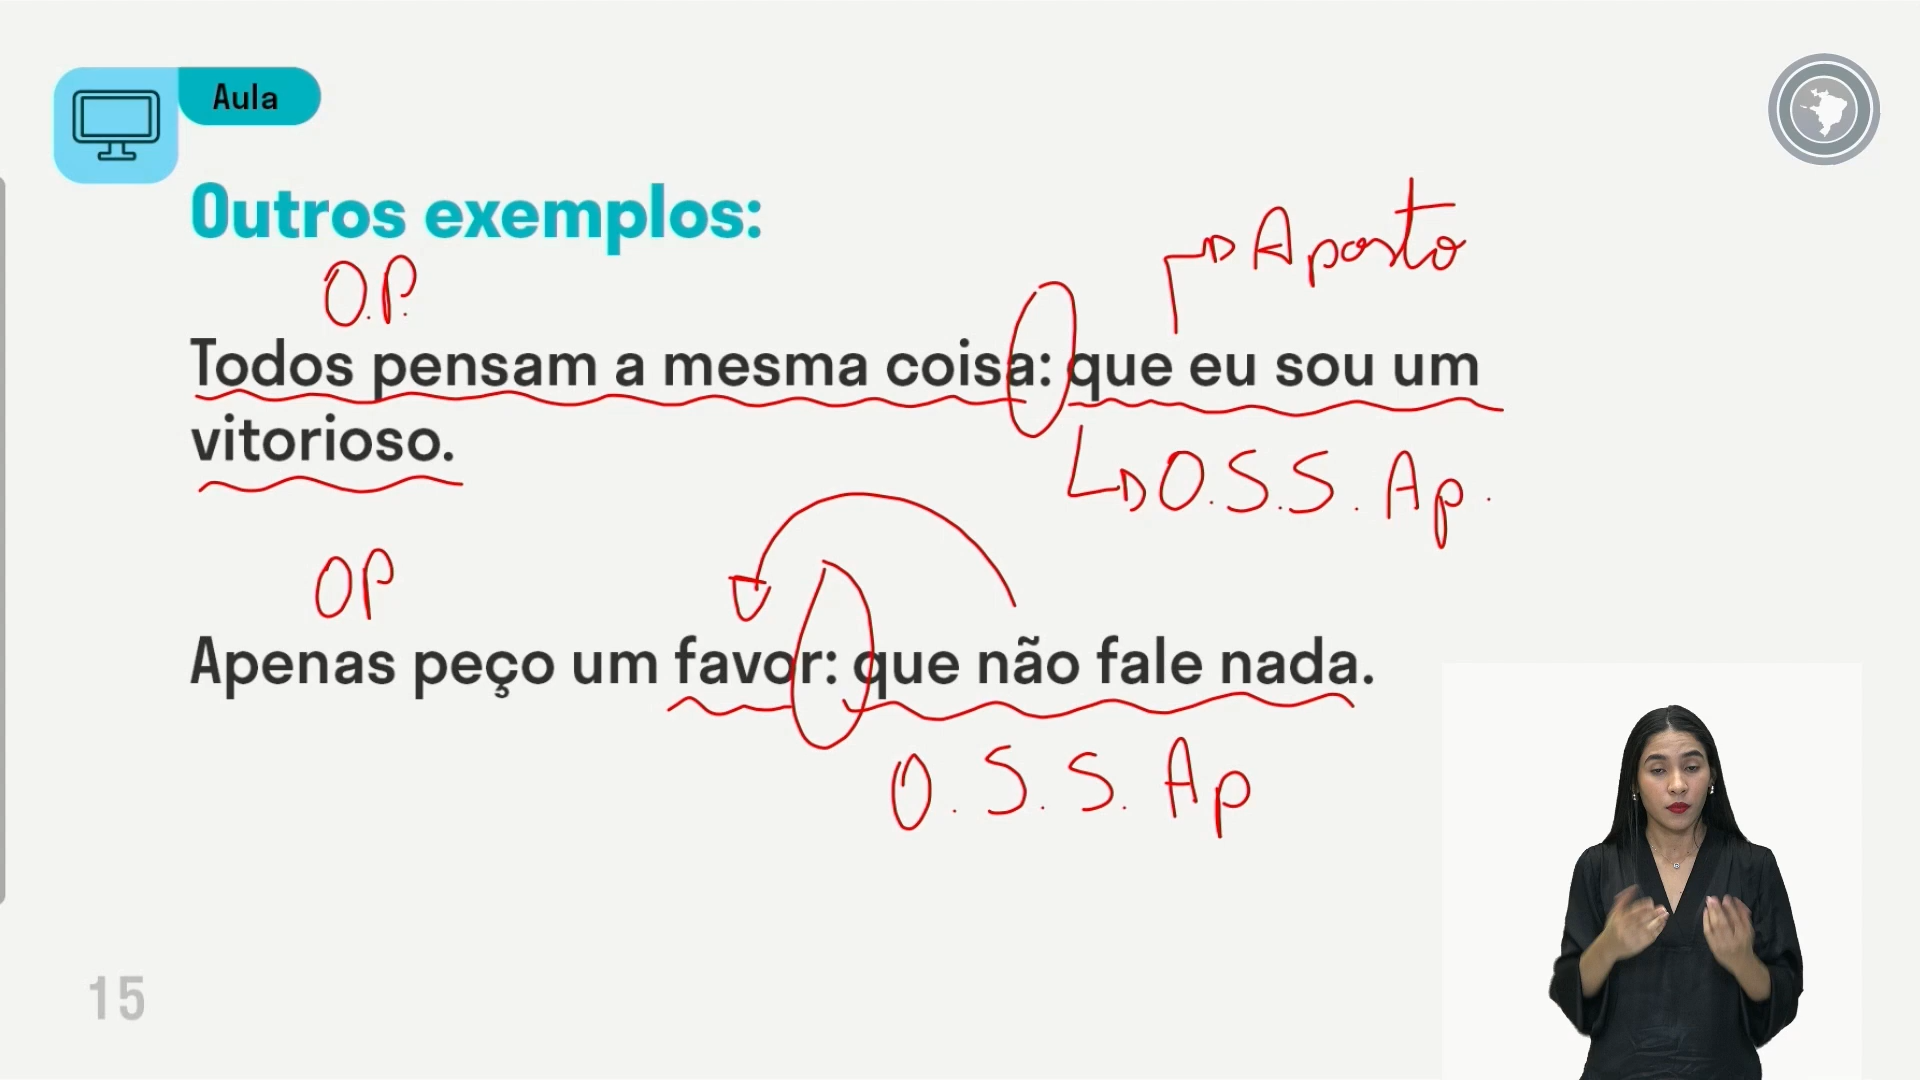 Aula
Outros exemplos:
Aposto
O.P.
Todos pensam a mesma coisa: que eu sou um
vitorioso.
O.S.S. Ap.
OP
Apenas peço um favor: que não fale nada.
O.S.S. Ap
15